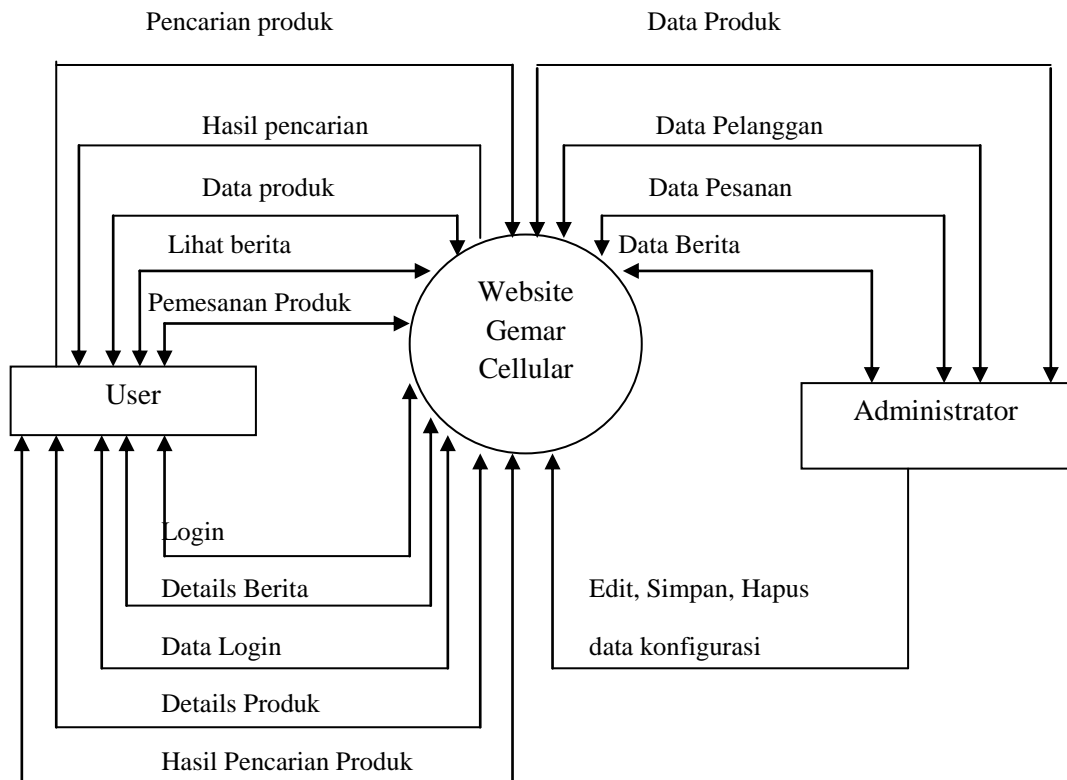 Pencarian produk
Data Produk
Hasil pencarian
Data Pelanggan
Data produk
Data Pesanan
Lihat berita
Data Berita
Pemesanan Produk
Website
Gemar
Cellular
User
Administrator
Login
Details Berita
Edit, Simpan, Hapus
Data Login
data konfigurasi
Details Produk
Hasil Pencarian Produk